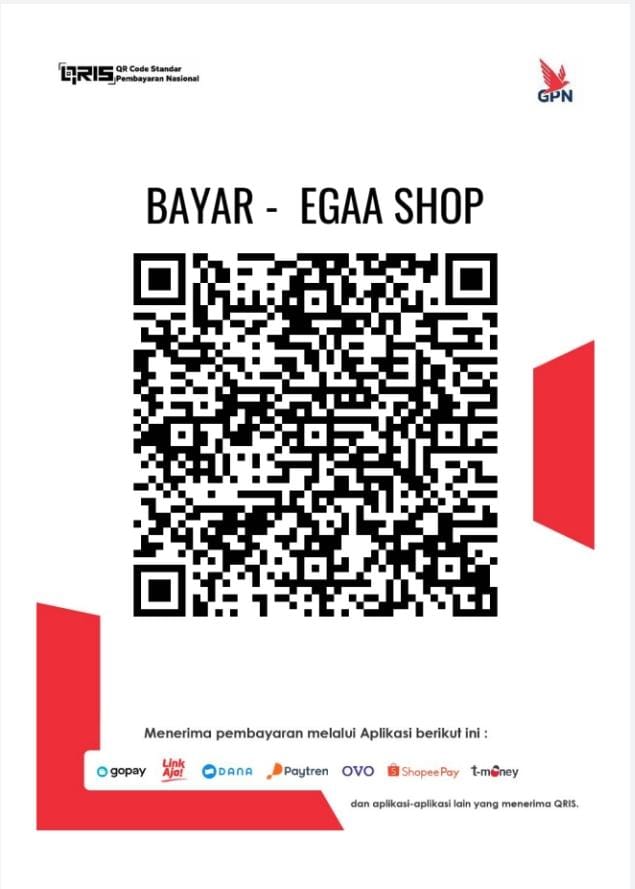 QRIS QR Code Standar
Pembayaran Nasional
GPN
BAYAR - EGAA SHOP
Menerima pembayaran melalui Aplikasi berikut ini :
gopay LinkAja! DANA Paytren OVO ShopeePay t-money
dan aplikasi-aplikasi lain yang menerima QRIS.